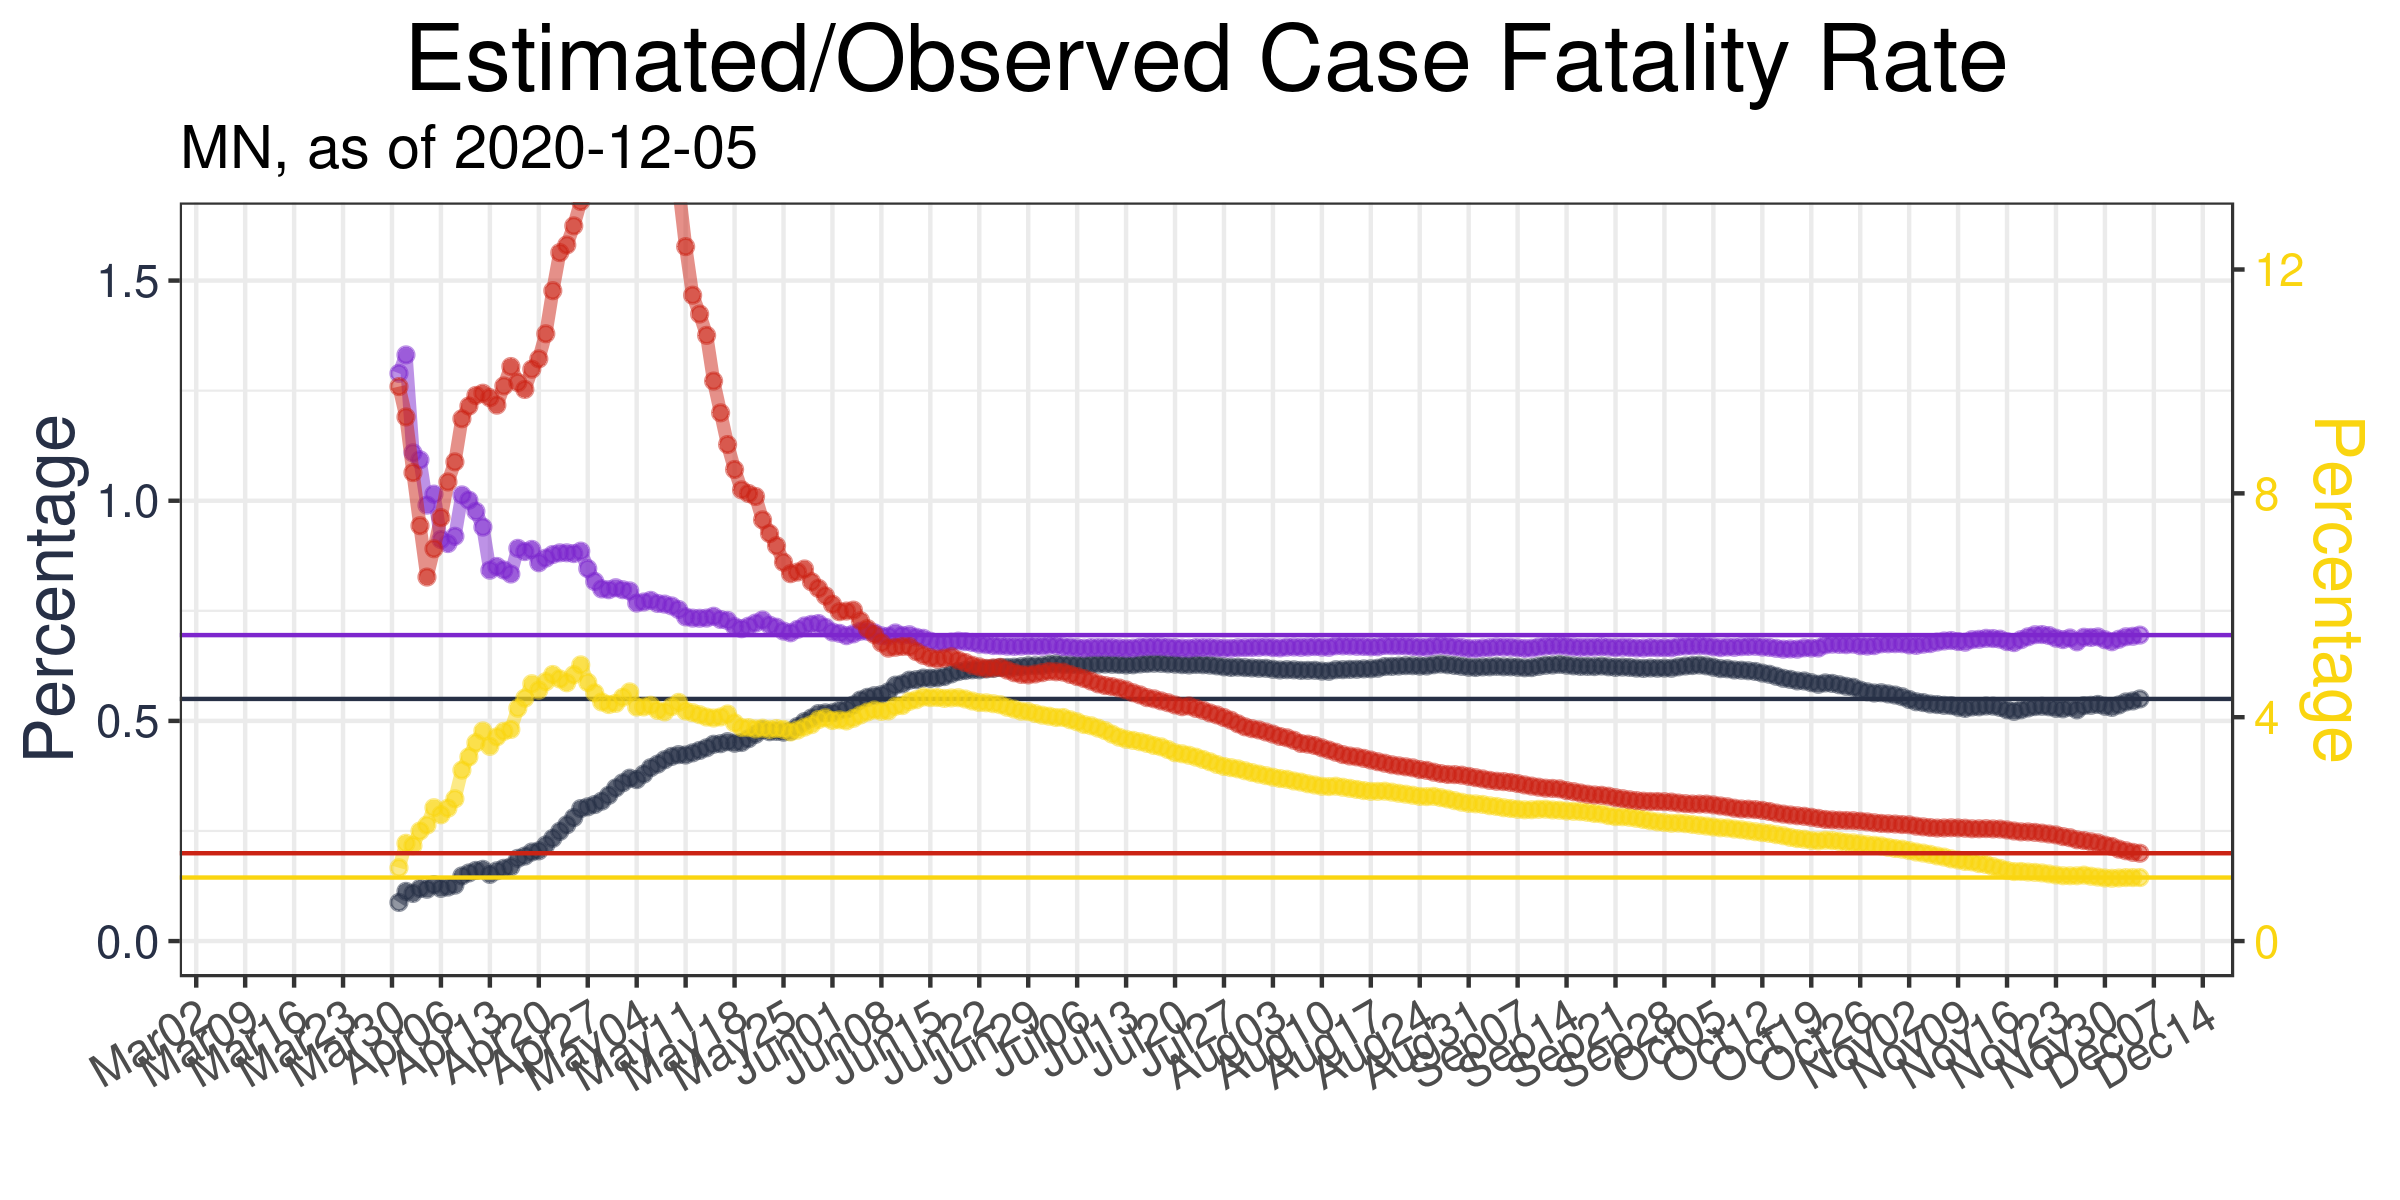 Estimated/Observed Case Fatality Rate
MN, as of 2020-12-05
Percentage
1.5
1.0
0.5
0.0
12
8
4
0
Percentage
Mar02
Mar09
Mar16
Mar23
Mar30
Apr06
Apr13
Apr20
Apr27
May04
May11
May18
May25
Jun01
Jun08
Jun15
Jun22
Jun29
Jul06
Jul13
Jul20
Jul27
Aug03
Aug10
Aug17
Aug24
Aug31
Sep07
Sep14
Sep21
Sep28
Oct05
Oct12
Oct19
Oct26
Nov02
Nov09
Nov16
Nov23
Nov30
Dec07
Dec14